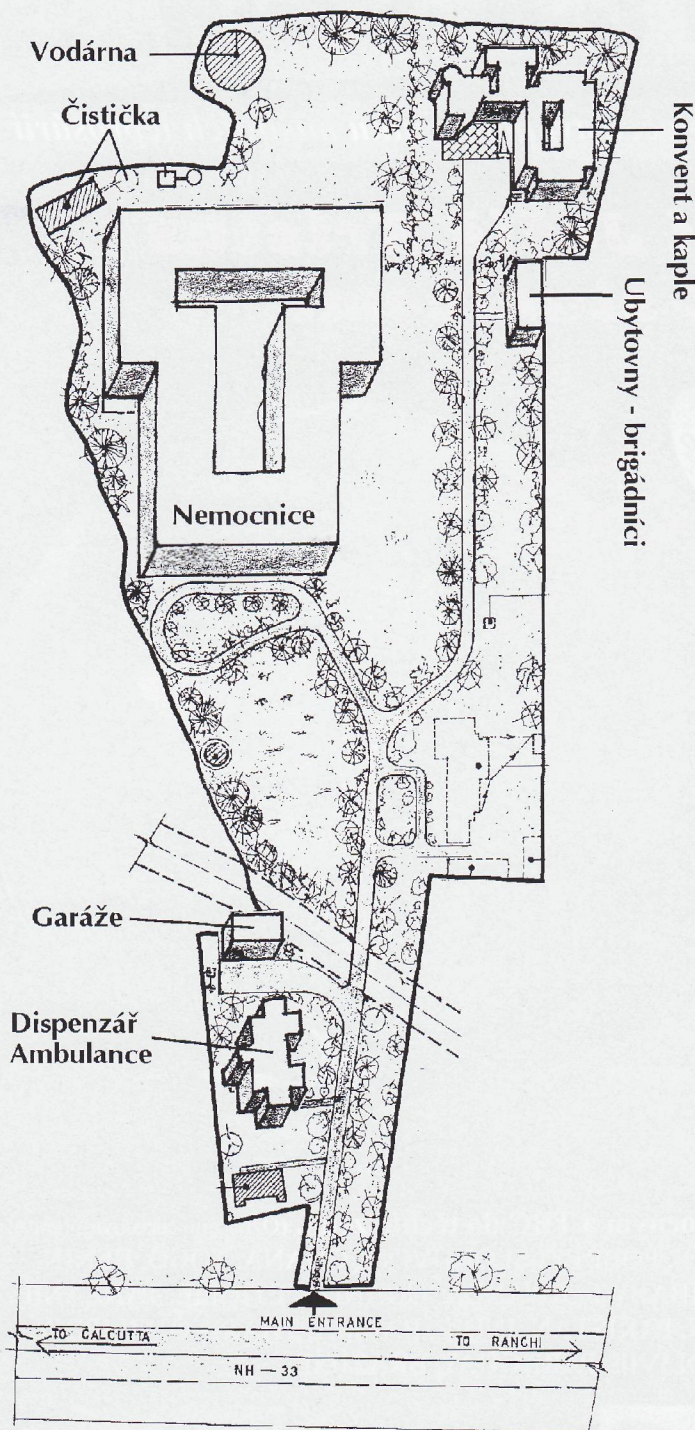 Vodárna
Čistička
Konvent a kaple
Ubytovny - brigádníci
Nemocnice
Garáže
Dispenzář
Ambulance
MAIN ENTRANCE
TO CALCUTTA
TO RANCHI
NH — 33